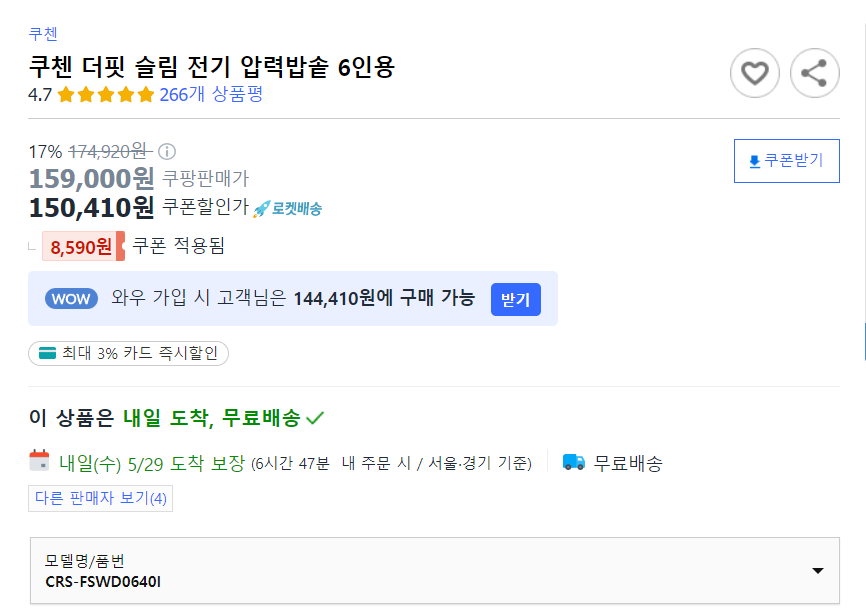 쿠첸
쿠첸 더핏 슬림 전기 압력밥솥 6인용
4.7 266개 상품평
17% 174,920원
쿠폰받기
159,000원 쿠팡판매가
150,410원 쿠폰할인가 로켓배송
8,590원 쿠폰 적용됨
WOW 와우 가입 시 고객님은 144,410원에 구매 가능 받기
최대 3% 카드 즉시할인
이 상품은 내일 도착, 무료배송
내일(수) 5/29 도착 보장 (6시간 47분 내 주문 시 / 서울·경기 기준) 무료배송
다른 판매자 보기(4)
모델명/품번
CRS-FSWD0640I